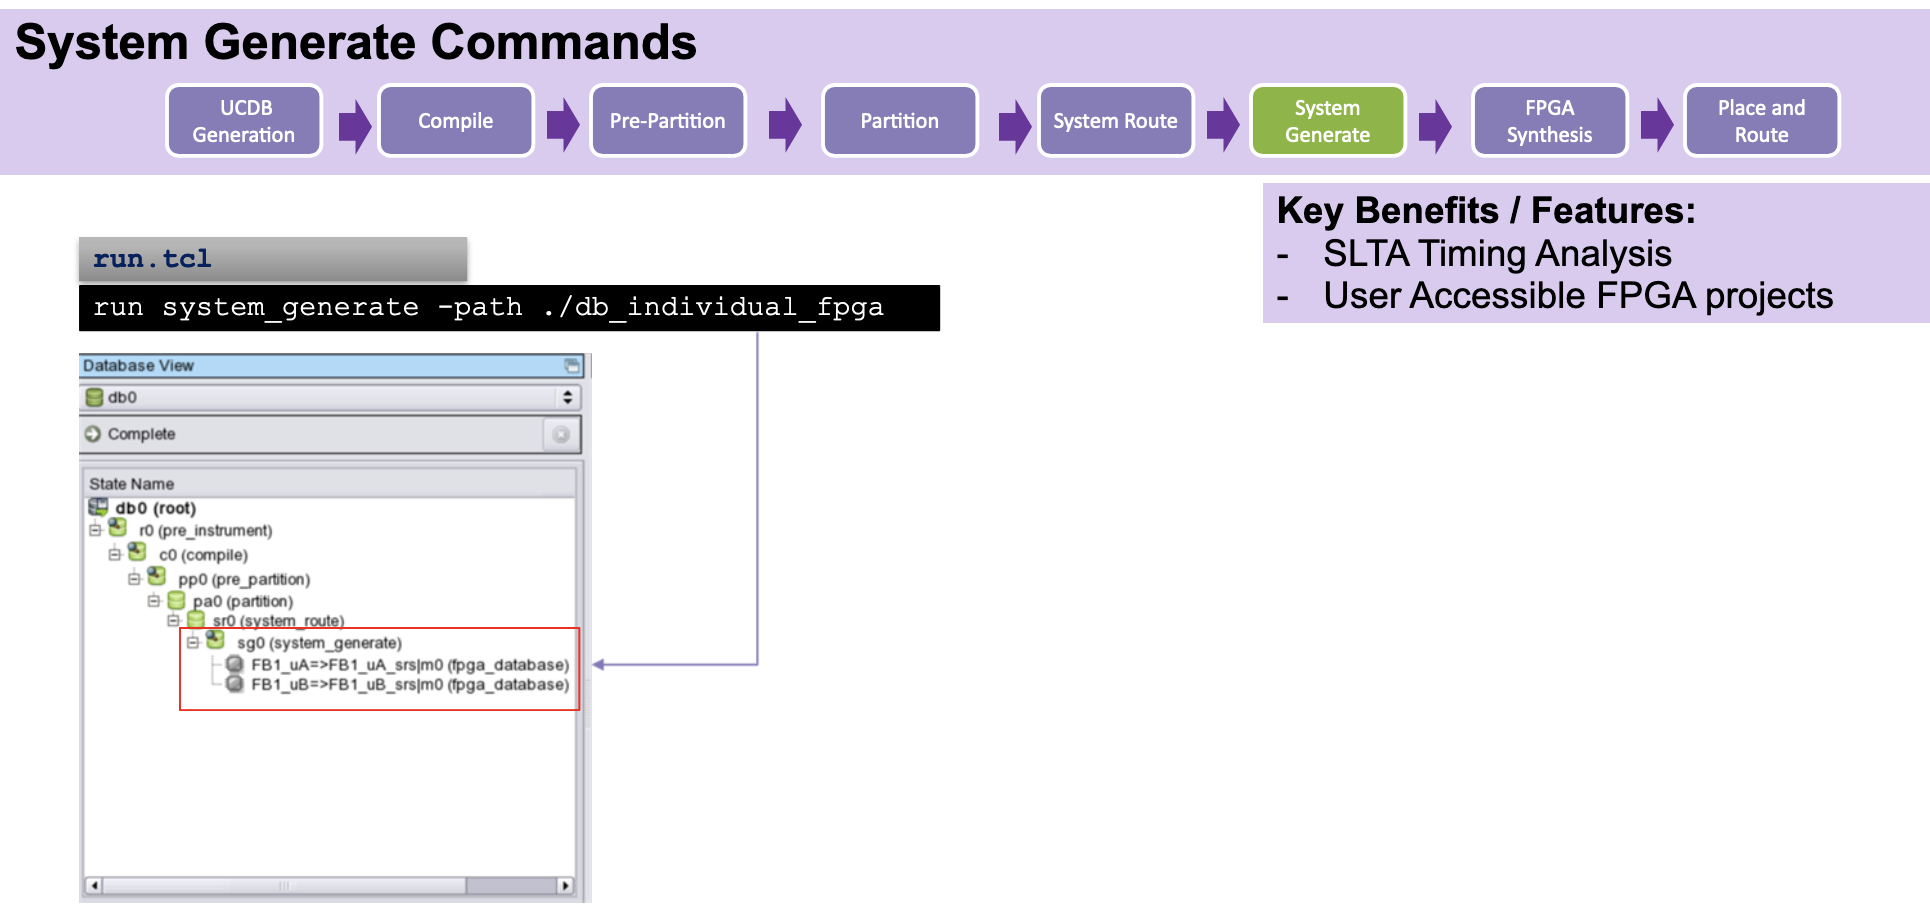 System Generate Commands
UCDB
Generation
Compile
Pre-Partition
Partition
System Route
System
Generate
FPGA
Synthesis
Place and
Route
Key Benefits / Features:
- SLTA Timing Analysis
- User Accessible FPGA projects
run.tcl
run system_generate -path ./db_individual_fpga
Database View
db0
Complete
State Name
db0 (root)
r0 (pre_instrument)
c0 (compile)
pp0 (pre_partition)
pa0 (partition)
sr0 (system_route)
sg0 (system_generate)
FB1_uA=>FB1_uA_srs|m0 (fpga_database)
FB1_uB=>FB1_uB_srs|m0 (fpga_database)